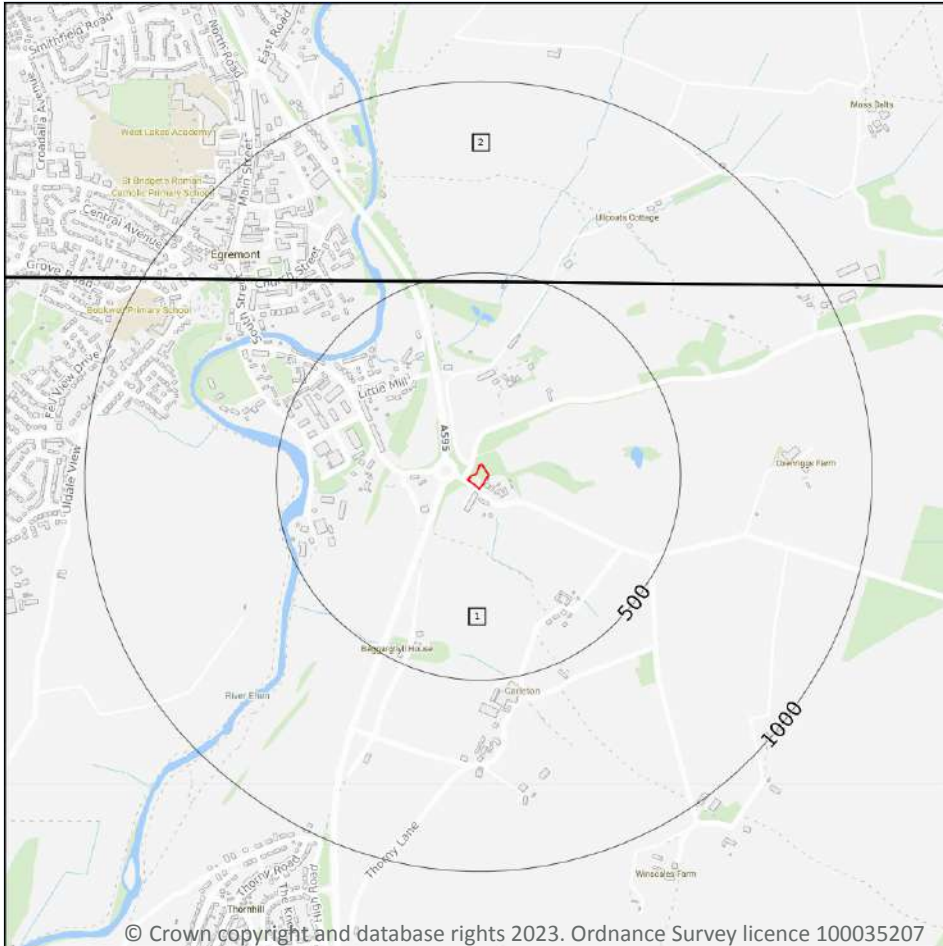 Smithfield Road
North Road
East Road
Croadalla Avenue
West Lakes Academy
Main Street
St Bridget's Roman
Catholic Primary School
Central Avenue
Egremont
Church Street
Grove Road
Bookwell Primary School
South Street
Fell View Drive
Uldale View
Little Mill
A595
Moss Dalts
2
Ullcoats Cottage
1
500
1000
Beggarghyll House
Carleton
River Ehen
Thorny Lane
Thorny Road
High Road
Thornhill
Winscales Farm
© Crown copyright and database rights 2023. Ordnance Survey licence 100035207